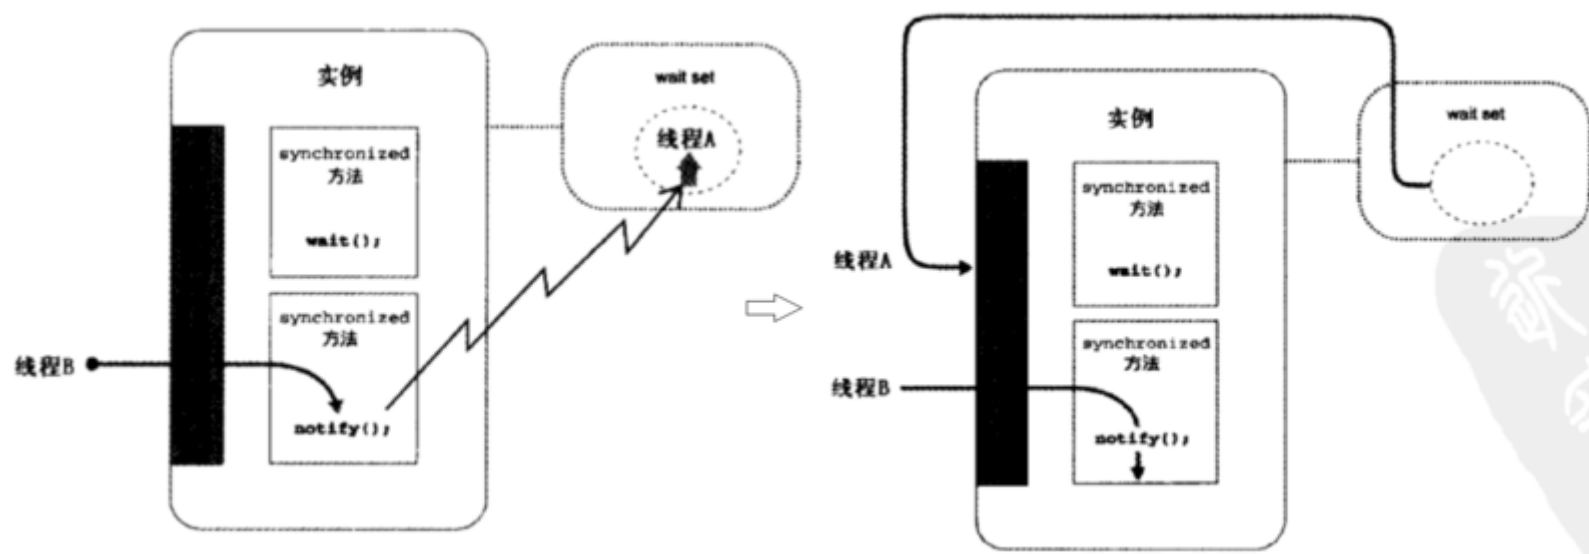 实例
wait set
线程A
synchronized
方法
wait();
synchronized
方法
线程B
notify();
实例
wait set
synchronized
方法
线程A
wait();
synchronized
方法
线程B
notify();